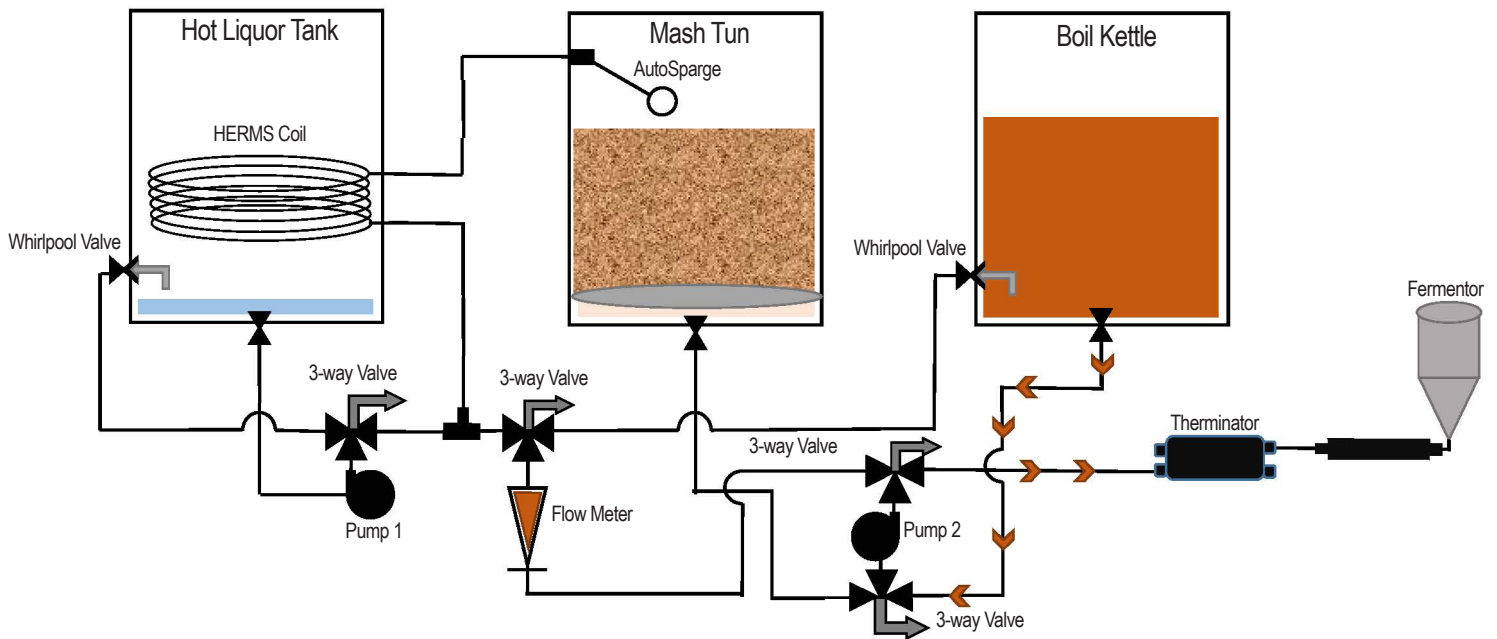 Hot Liquor Tank
Mash Tun
Boil Kettle
AutoSparge
HERMS Coil
Whirlpool Valve
Whirlpool Valve
Fermentor
3-way Valve
3-way Valve
Therminator
3-way Valve
Flow Meter
Pump 1
Pump 2
3-way Valve